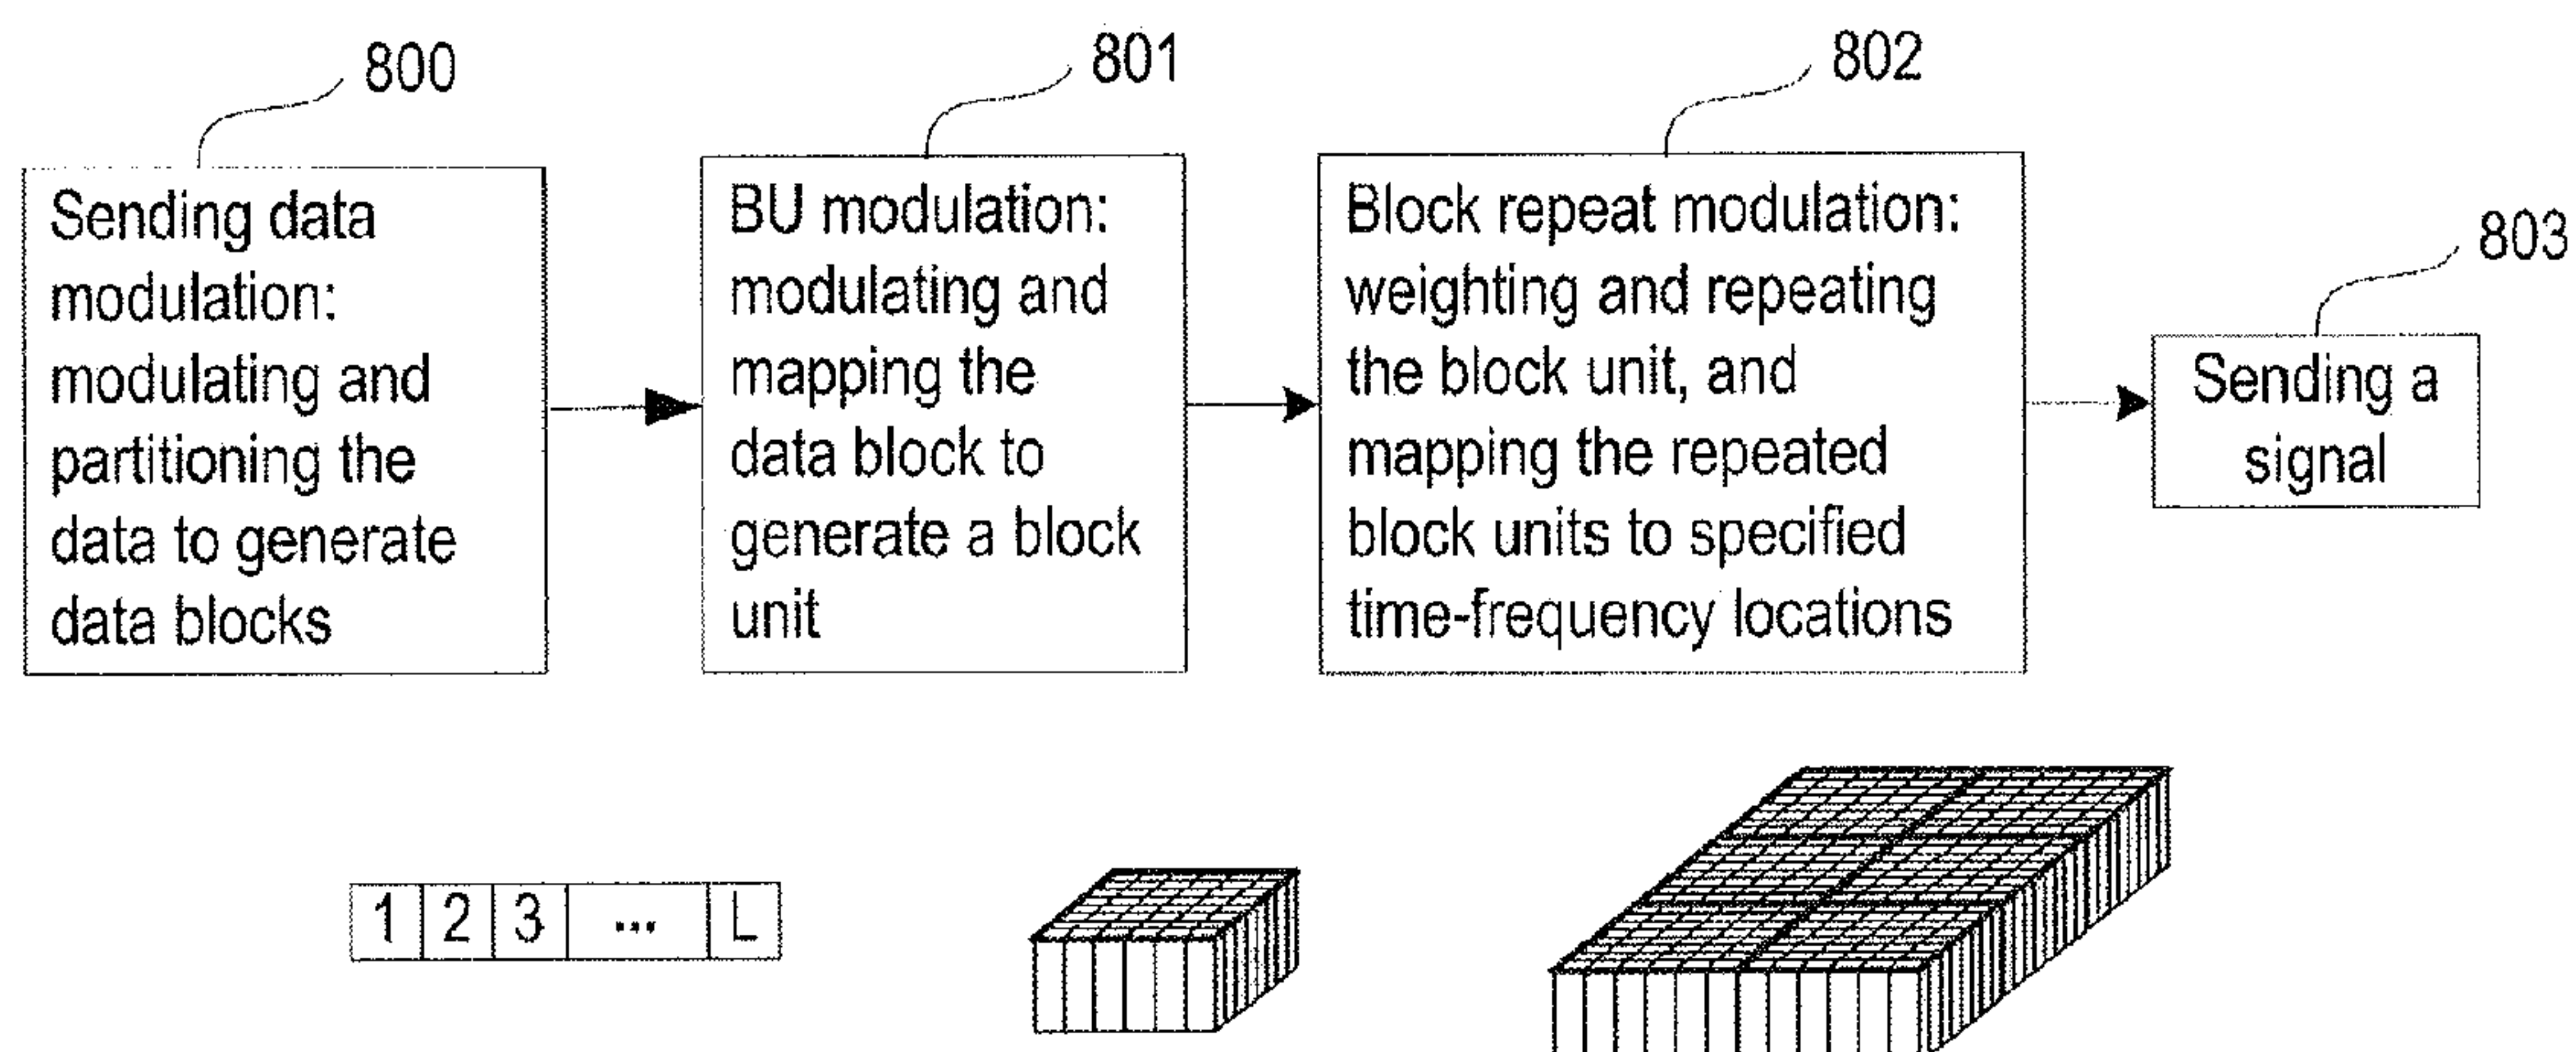 800
801
802
803
Sending data
modulation:
modulating and
partitioning the
data to generate
data blocks
BU modulation:
modulating and
mapping the
data block to
generate a block
unit
Block repeat modulation:
weighting and repeating
the block unit, and
mapping the repeated
block units to specified
time-frequency locations
Sending a
signal
1 2 3 ... L